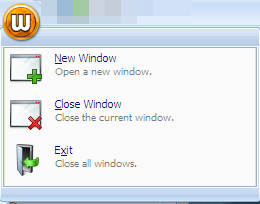 W
New Window
Open a new window.
Close Window
Close the current window.
Exit
Close all windows.